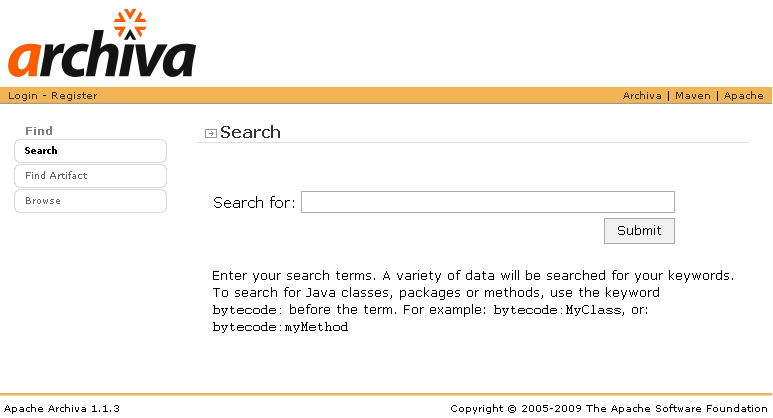 archiva
Login - Register
Archiva | Maven | Apache
Find
Search
Find Artifact
Browse
Search
Search for:
Submit
Enter your search terms. A variety of data will be searched for your keywords.
To search for Java classes, packages or methods, use the keyword
bytecode: before the term. For example: bytecode:MyClass, or:
bytecode:myMethod
Apache Archiva 1.1.3
Copyright © 2005-2009 The Apache Software Foundation